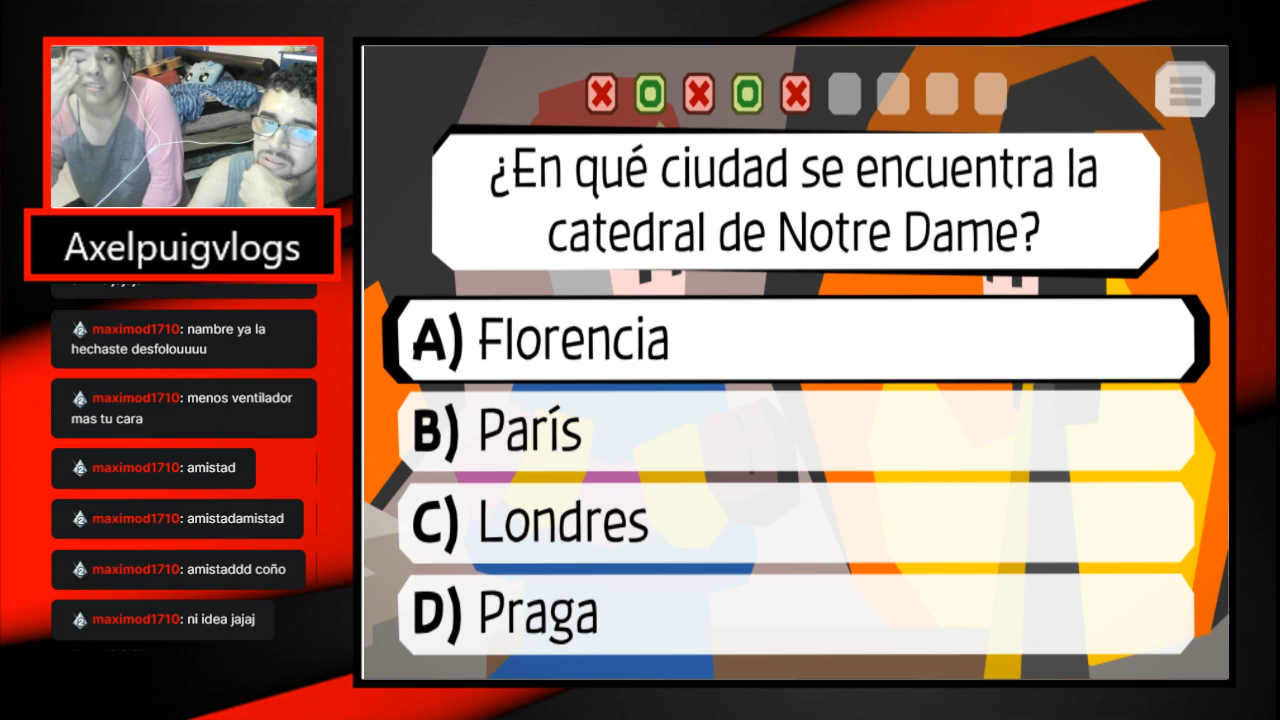 Axelpuigvlogs
maximod1710: nambre ya la
hechaste desfolouuuu
maximod1710: menos ventilador
mas tu cara
maximod1710: amistad
maximod1710: amistadamistad
maximod1710: amistaddd coño
maximod1710: ni idea jajaj
¿En qué ciudad se encuentra la
catedral de Notre Dame?
A) Florencia
B) París
C) Londres
D) Praga